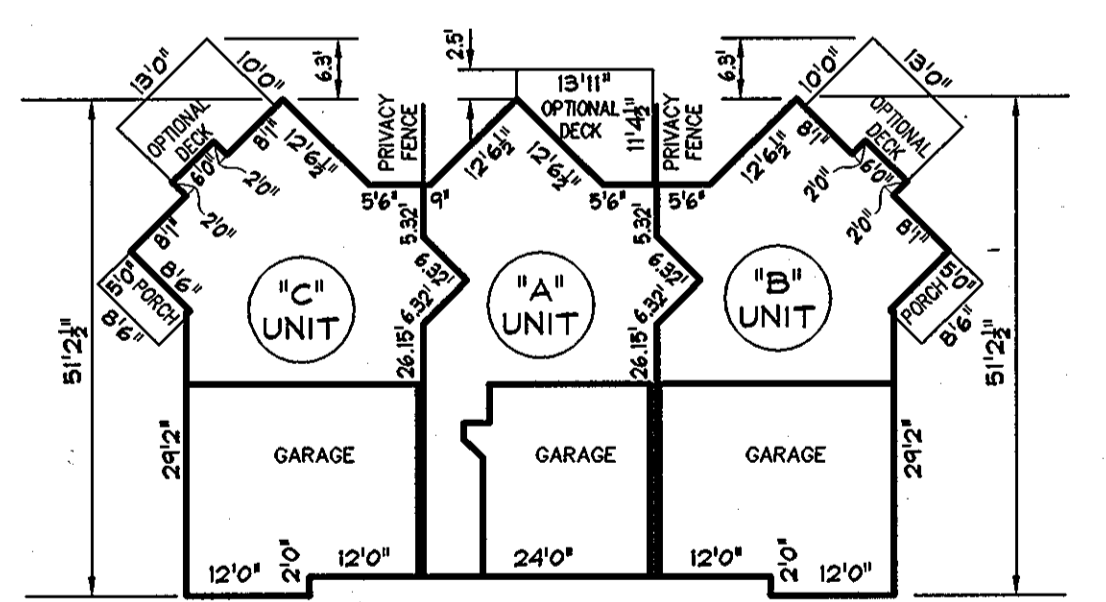 13'0"
10'0"
6.3'
2.5'
6.3'
10'0"
13'0"
OPTIONAL
DECK
8'1"
12'6½"
6'0"
2'0"
2'0"
8'1"
PRIVACY
FENCE
13'11"
OPTIONAL
DECK
11'4½"
PRIVACY
FENCE
12'6½"
12'6½"
12'6½"
8'1"
OPTIONAL
DECK
6'0"
2'0"
2'0"
8'1"
5'6"
9"
5'6"
5'6"
5.32'
5.32'
6.32'
6.32'
6.32'
6.32'
8'6"
5'0"
PORCH
8'6"
5'0"
PORCH
8'6"
"C"
UNIT
"A"
UNIT
"B"
UNIT
51'2½"
26.15'
26.15'
51'2½"
29'2"
GARAGE
GARAGE
GARAGE
29'2"
12'0"
2'0"
12'0"
24'0"
12'0"
2'0"
12'0"